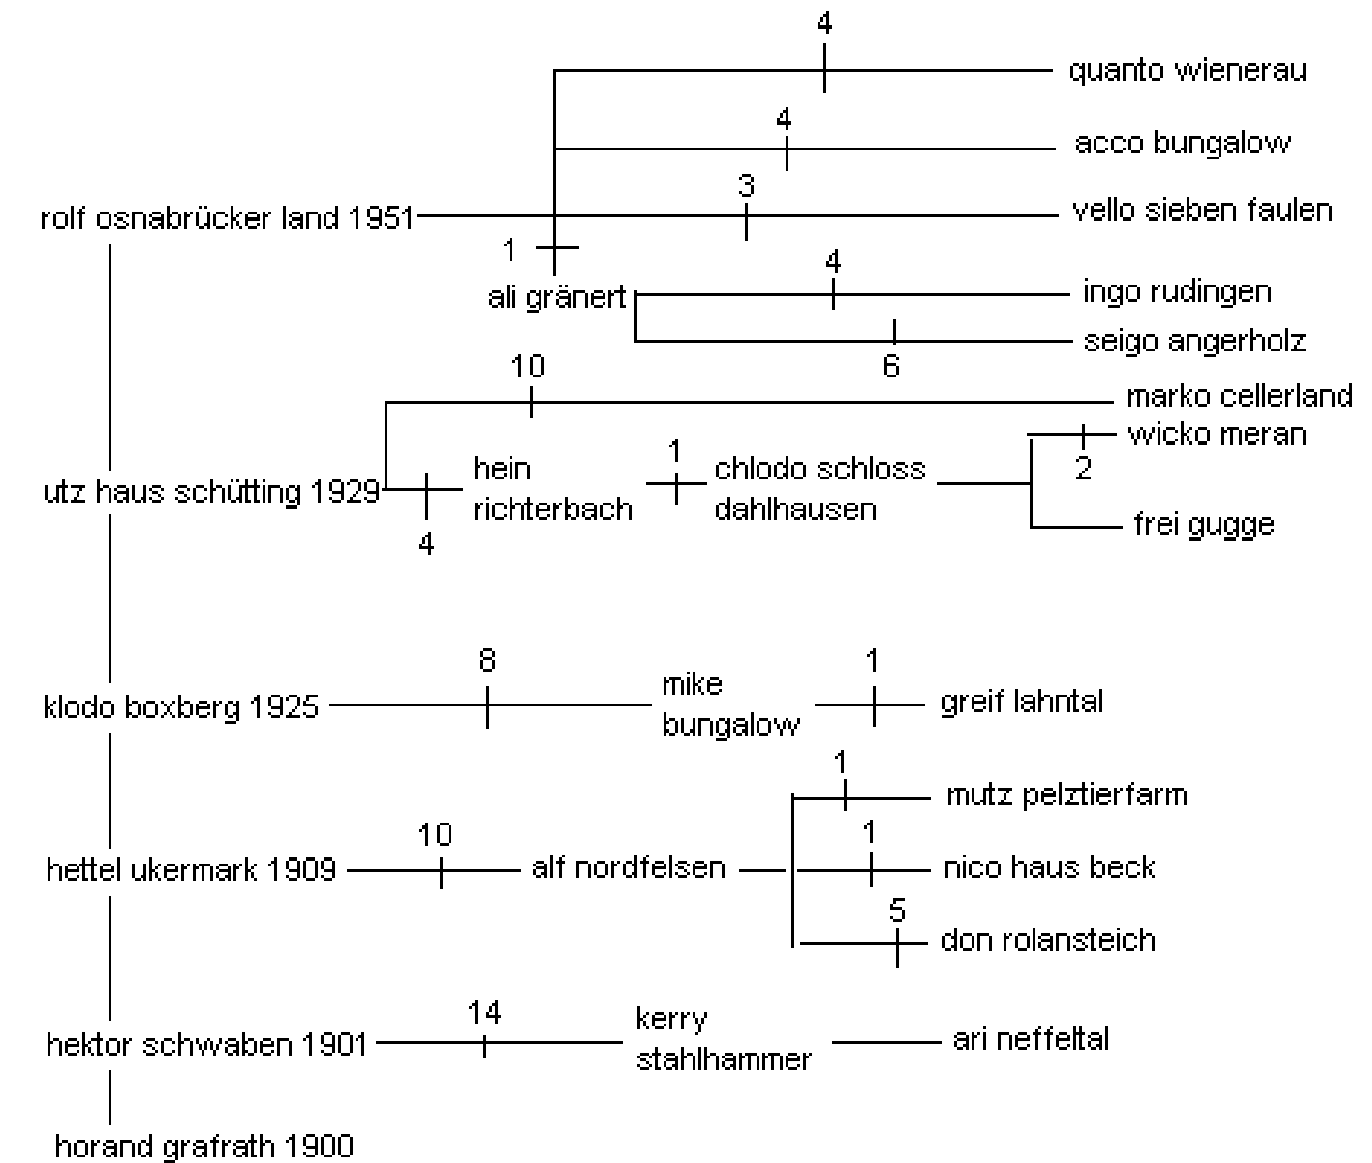 4
quanto wienerau
4
acco bungalow
3
rolf osnabrücker land 1951
vello sieben faulen
1
4
ali gränert
ingo rudingen
seigo angerholz
10
6
marko cellerland
wicko meran
1
2
hein
richterbach
chlodo schloss
dahlhausen
utz haus schütting 1929
4
frei gugge
8
1
mike
bungalow
klodo boxberg 1925
greif lahntal
1
mutz pelztierfarm
10
1
hettel ukermark 1909
alf nordfelsen
nico haus beck
5
don rolansteich
14
kerry
stahlhammer
hektor schwaben 1901
ari neffeltal
horand grafrath 1900